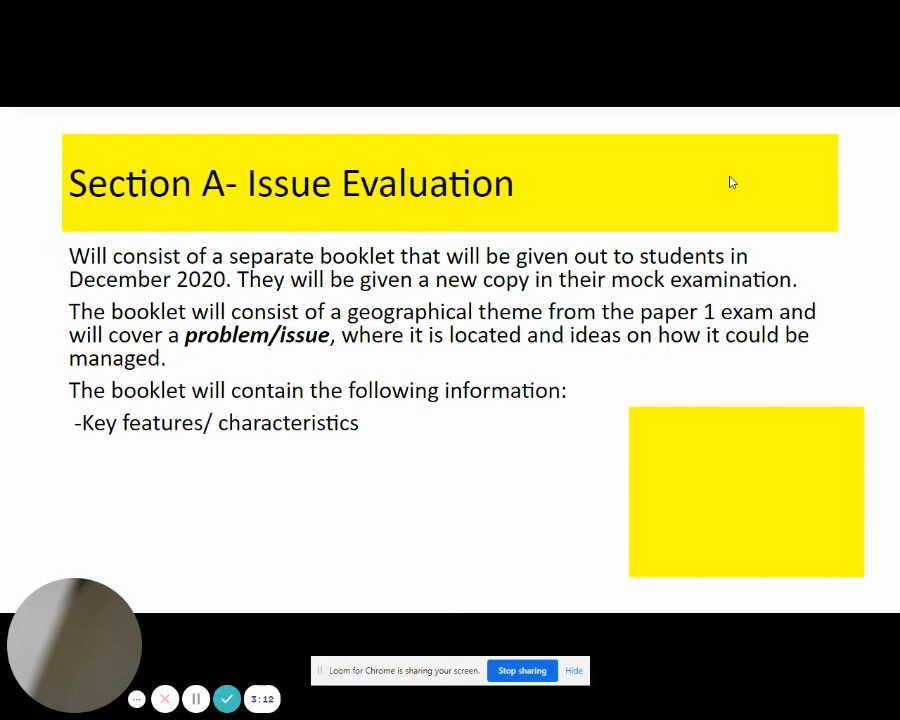 Section A- Issue Evaluation
Will consist of a separate booklet that will be given out to students in
December 2020. They will be given a new copy in their mock examination.
The booklet will consist of a geographical theme from the paper 1 exam and
will cover a problem/issue, where it is located and ideas on how it could be
managed.
The booklet will contain the following information:
-Key features/ characteristics
Loom for Chrome is sharing your screen. Stop sharing Hide
3:12